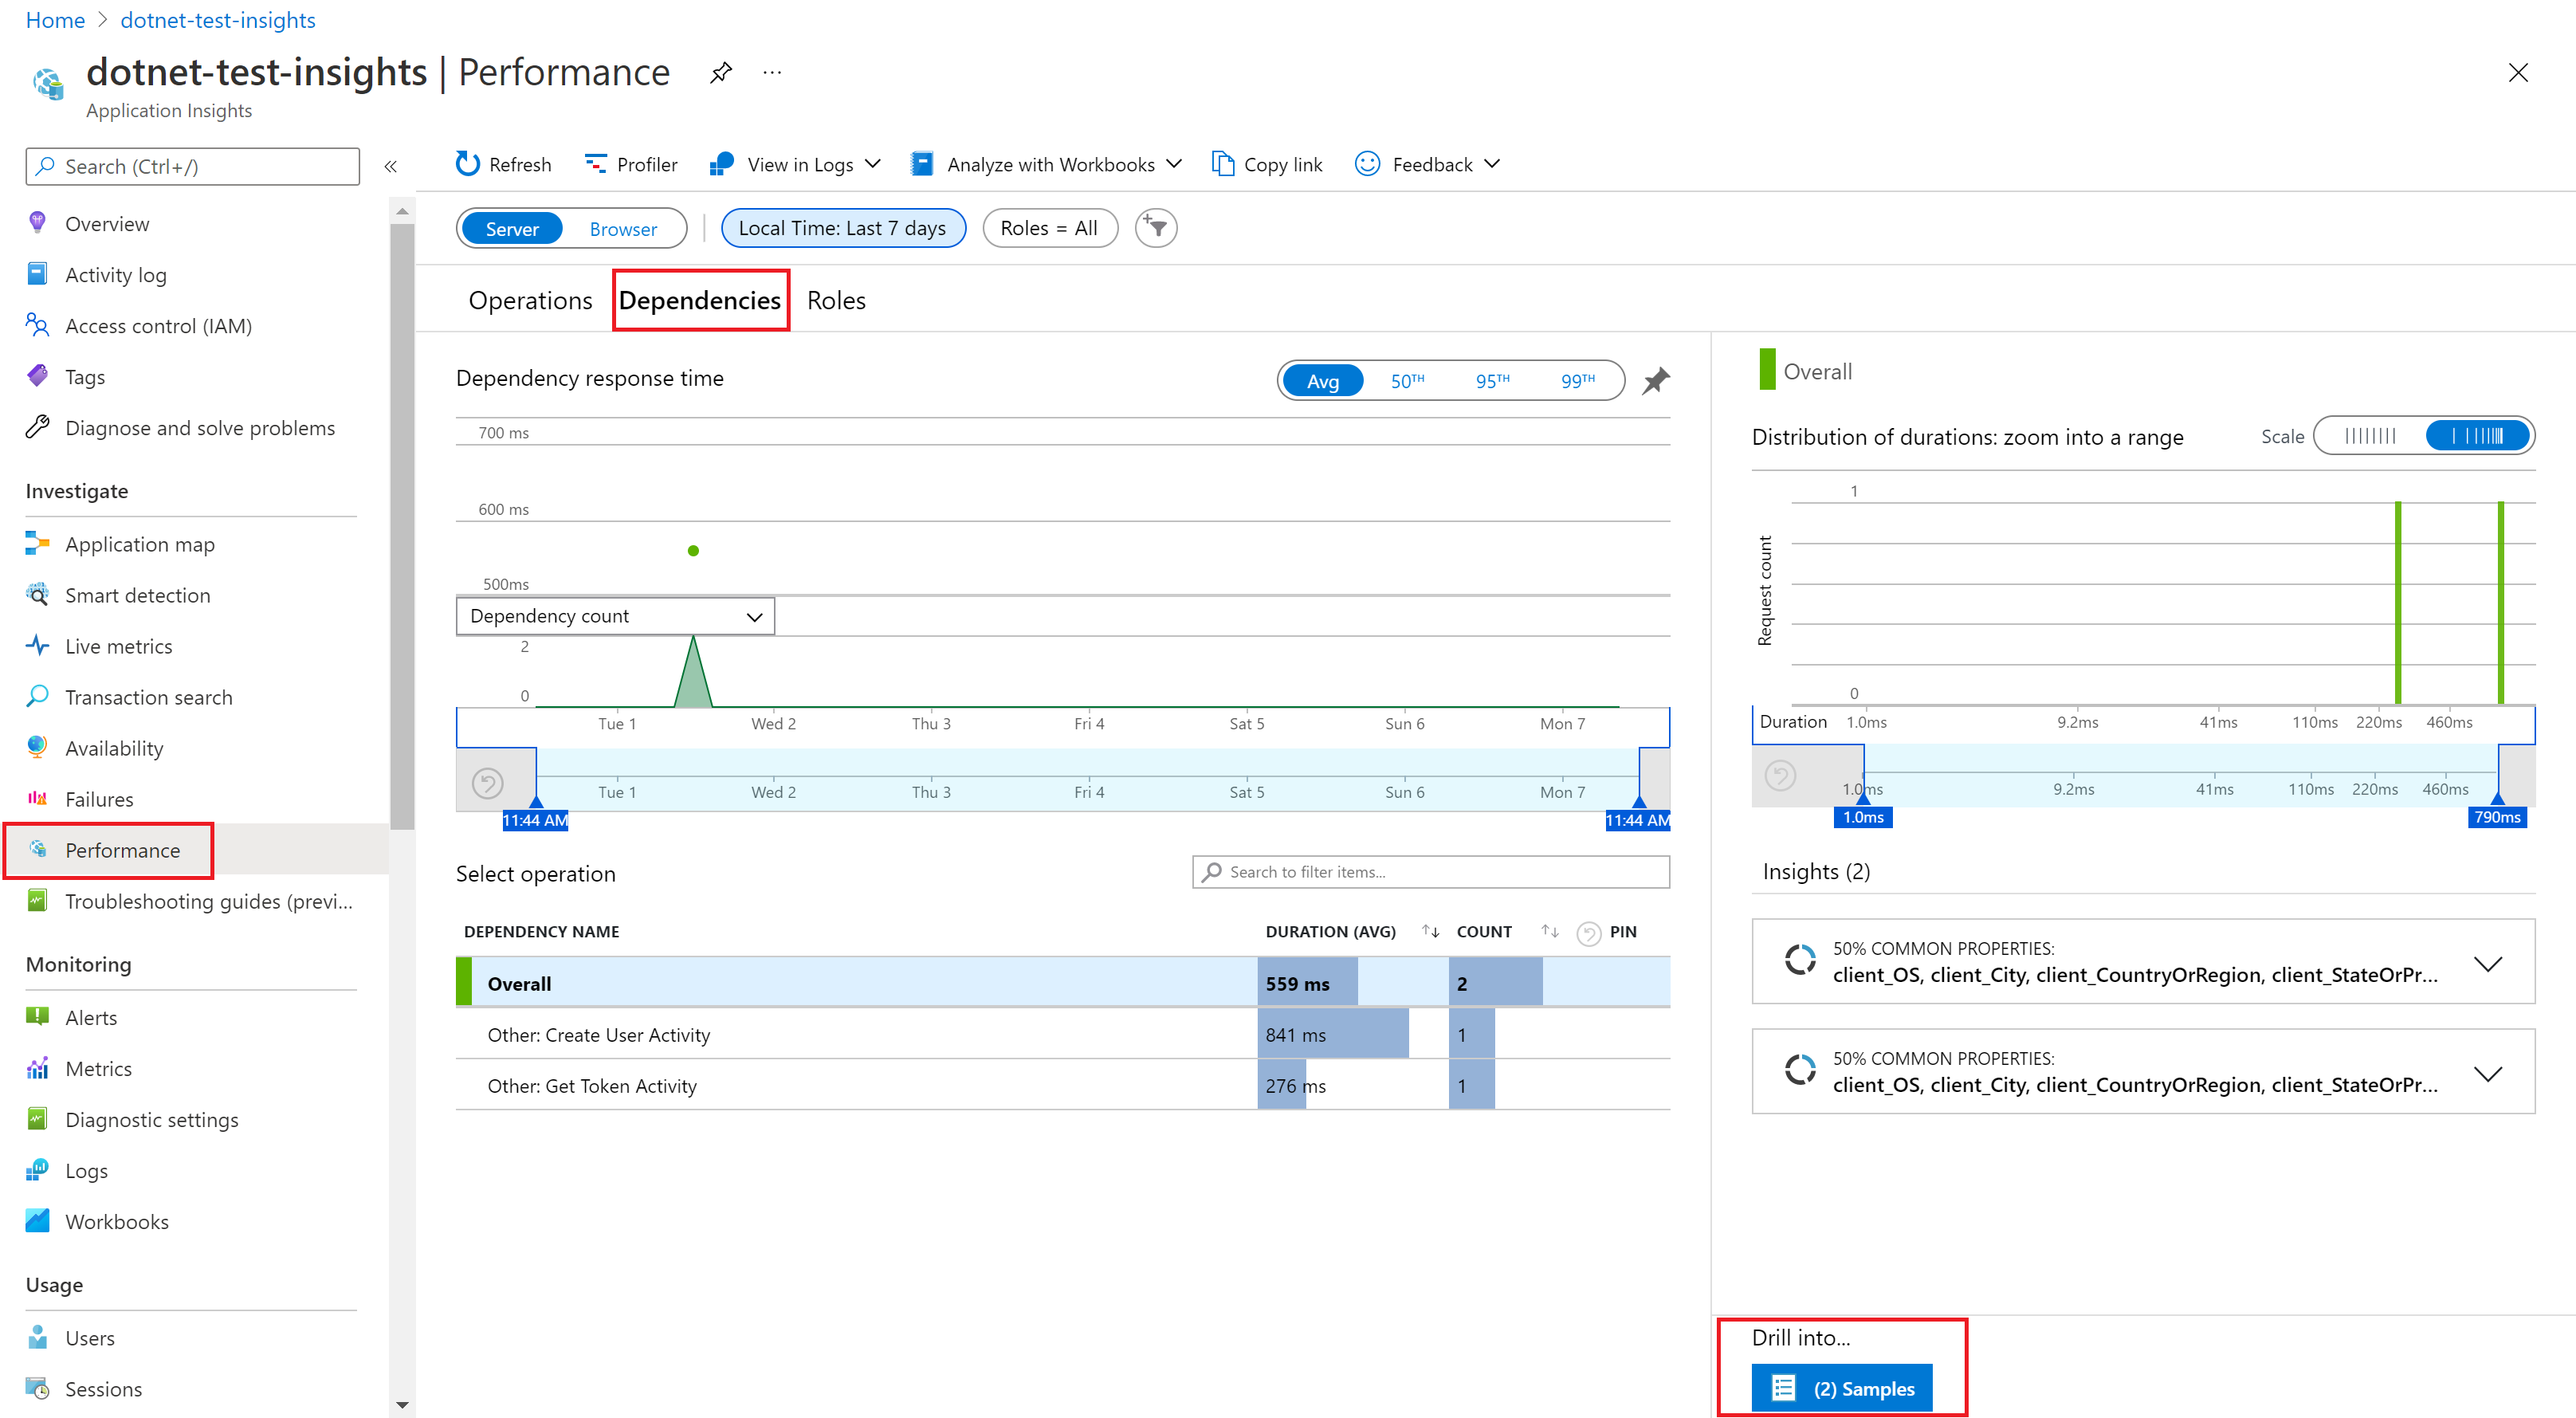 Home > dotnet-test-insights
dotnet-test-insights | Performance ...
Application Insights
Search (Ctrl+/)
«
Overview
Activity log
Access control (IAM)
Tags
Diagnose and solve problems
Investigate
Application map
Smart detection
Live metrics
Transaction search
Availability
Failures
Performance
Troubleshooting guides (previ...
Monitoring
Alerts
Metrics
Diagnostic settings
Logs
Workbooks
Usage
Users
Sessions
Refresh Profiler View in Logs Analyze with Workbooks Copy link Feedback
Server Browser Local Time: Last 7 days Roles = All
Operations Dependencies Roles
Dependency response time Avg 50TH 95TH 99TH
700 ms
600 ms
500ms
Dependency count
2
0
Tue 1 Wed 2 Thu 3 Fri 4 Sat 5 Sun 6 Mon 7
Tue 1 Wed 2 Thu 3 Fri 4 Sat 5 Sun 6 Mon 7
11:44 AM 11:44 AM
Select operation Search to filter items...
DEPENDENCY NAME DURATION (AVG) COUNT PIN
Overall 559 ms 2
Other: Create User Activity 841 ms 1
Other: Get Token Activity 276 ms 1
Overall
Distribution of durations: zoom into a range Scale
1
Request count
0
Duration 1.0ms 9.2ms 41ms 110ms 220ms 460ms
1.0ms 9.2ms 41ms 110ms 220ms 460ms
1.0ms 790ms
Insights (2)
50% COMMON PROPERTIES:
client_OS, client_City, client_CountryOrRegion, client_StateOrPr...
50% COMMON PROPERTIES:
client_OS, client_City, client_CountryOrRegion, client_StateOrPr...
Drill into...
(2) Samples